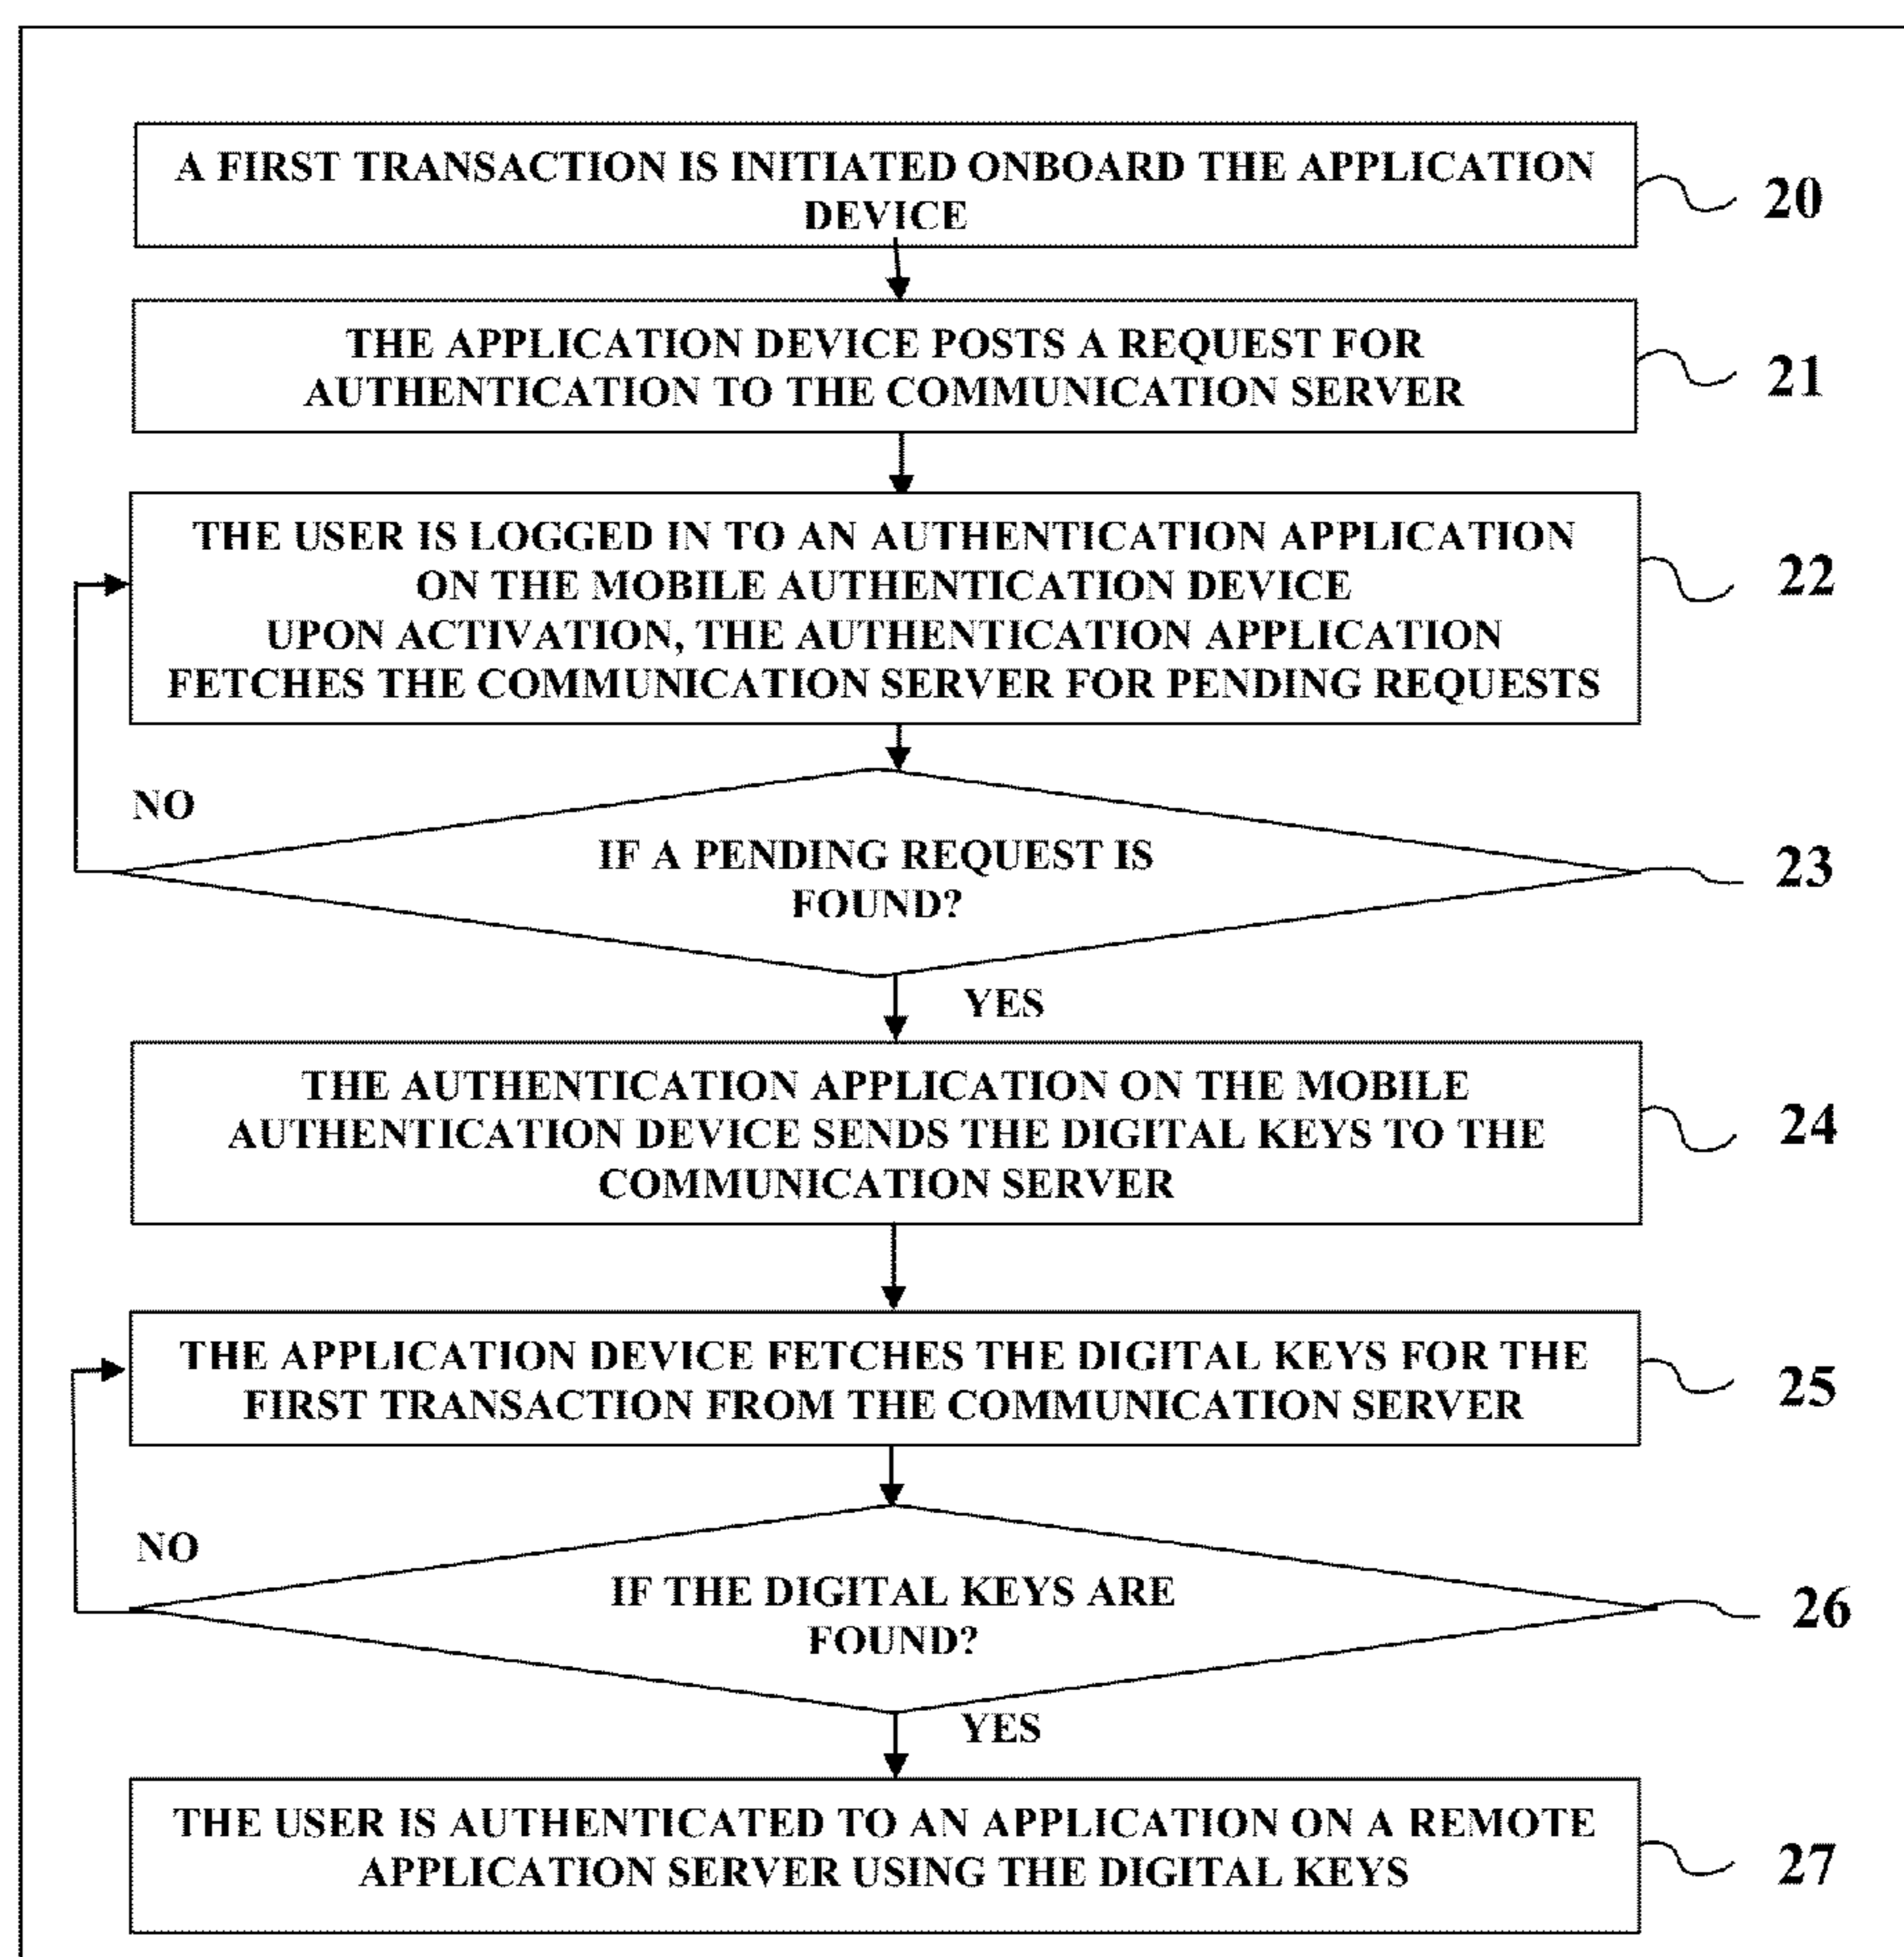 A FIRST TRANSACTION IS INITIATED ONBOARD THE APPLICATION
DEVICE
20
THE APPLICATION DEVICE POSTS A REQUEST FOR
AUTHENTICATION TO THE COMMUNICATION SERVER
21
THE USER IS LOGGED IN TO AN AUTHENTICATION APPLICATION
ON THE MOBILE AUTHENTICATION DEVICE
UPON ACTIVATION, THE AUTHENTICATION APPLICATION
FETCHES THE COMMUNICATION SERVER FOR PENDING REQUESTS
22
NO
IF A PENDING REQUEST IS
FOUND?
23
YES
THE AUTHENTICATION APPLICATION ON THE MOBILE
AUTHENTICATION DEVICE SENDS THE DIGITAL KEYS TO THE
COMMUNICATION SERVER
24
THE APPLICATION DEVICE FETCHES THE DIGITAL KEYS FOR THE
FIRST TRANSACTION FROM THE COMMUNICATION SERVER
25
NO
IF THE DIGITAL KEYS ARE
FOUND?
26
YES
THE USER IS AUTHENTICATED TO AN APPLICATION ON A REMOTE
APPLICATION SERVER USING THE DIGITAL KEYS
27